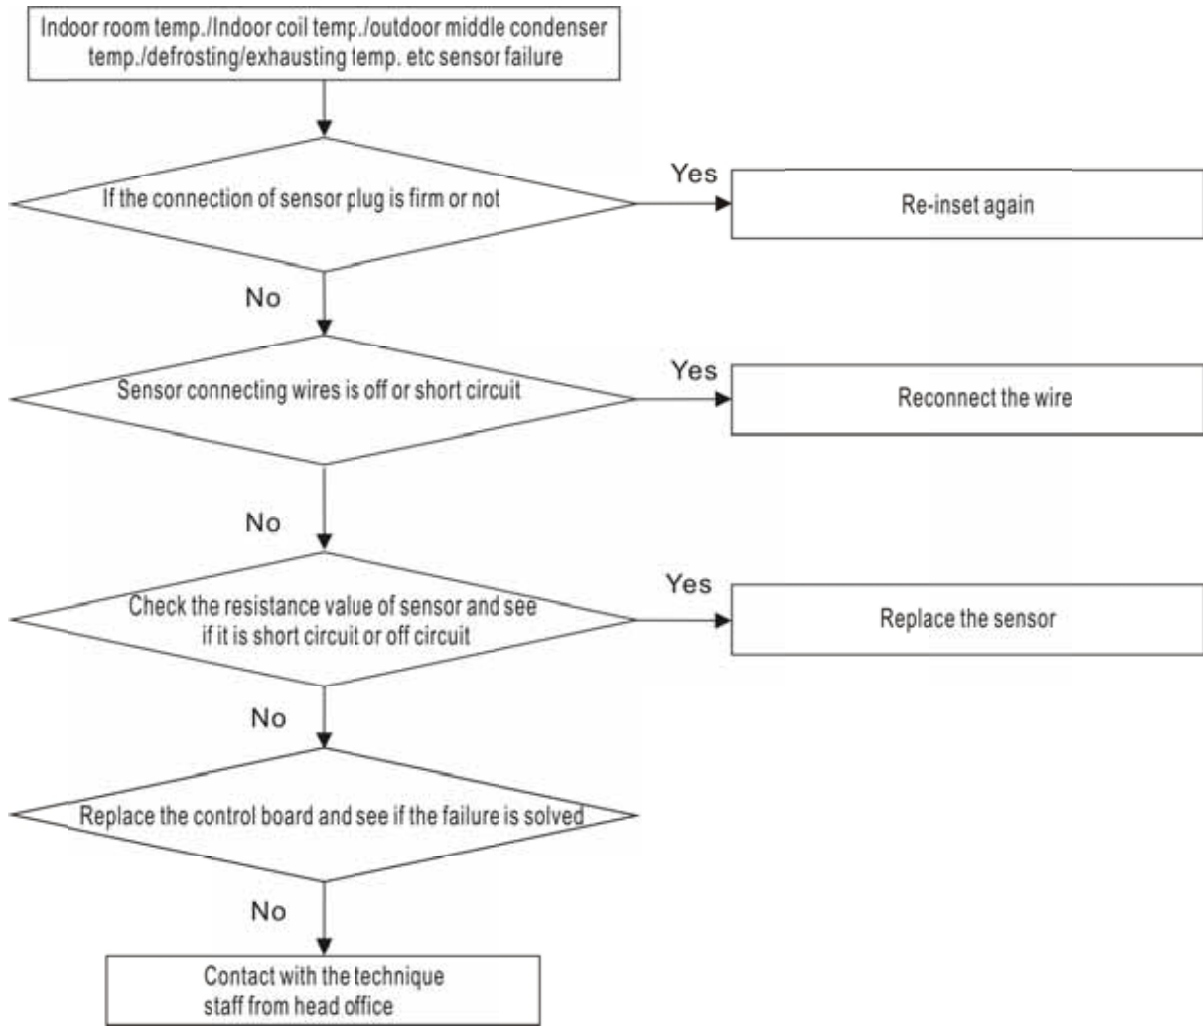 Indoor room temp./Indoor coil temp./outdoor middle condenser
temp./defrosting/exhausting temp. etc sensor failure
If the connection of sensor plug is firm or not
Yes
Re-inset again
No
Sensor connecting wires is off or short circuit
Yes
Reconnect the wire
No
Check the resistance value of sensor and see
if it is short circuit or off circuit
Yes
Replace the sensor
No
Replace the control board and see if the failure is solved
No
Contact with the technique
staff from head office